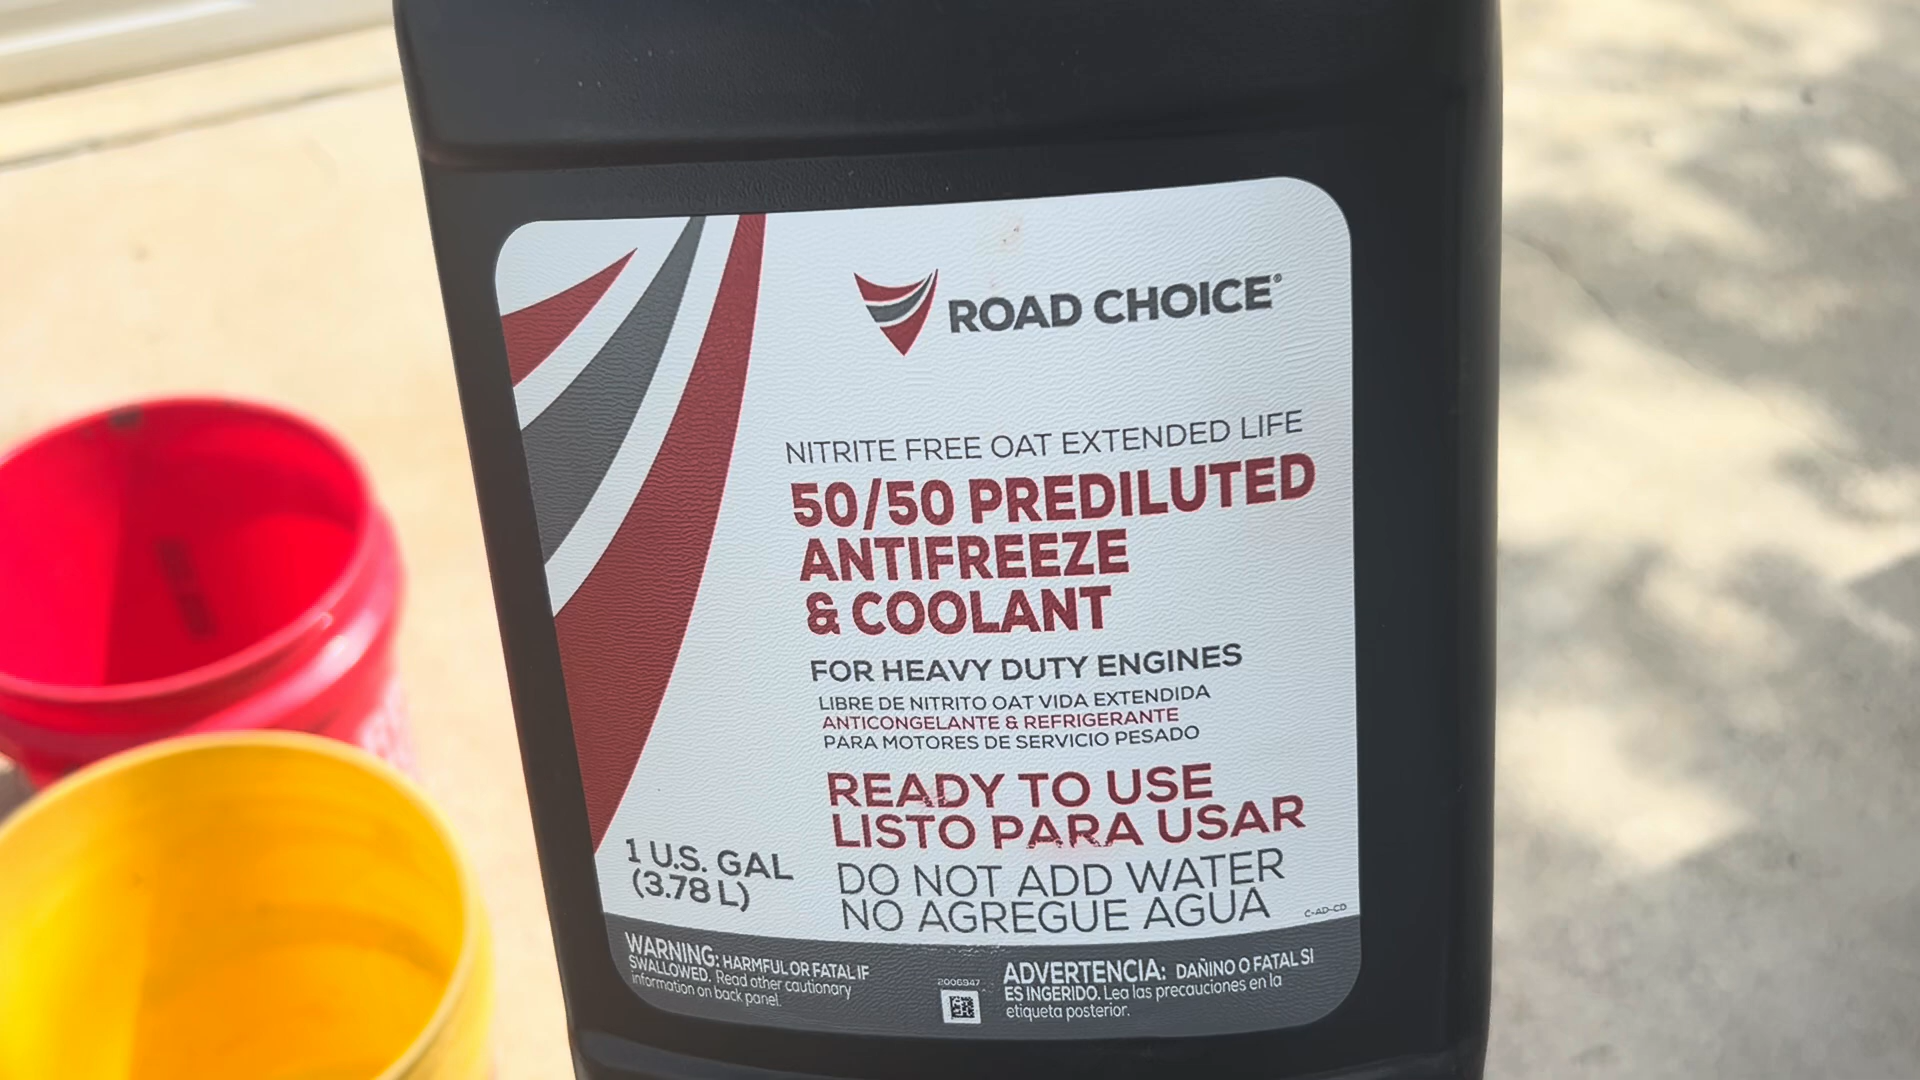 ROAD CHOICE®
NITRITE FREE OAT EXTENDED LIFE
50/50 PREDILUTED
ANTIFREEZE
& COOLANT
FOR HEAVY DUTY ENGINES
LIBRE DE NITRITO OAT VIDA EXTENDIDA
ANTICONGELANTE & REFRIGERANTE
PARA MOTORES DE SERVICIO PESADO
READY TO USE
LISTO PARA USAR
1 U.S. GAL
(3.78 L)
DO NOT ADD WATER
NO AGREGUE AGUA
C-AD-CD
WARNING: HARMFUL OR FATAL IF
SWALLOWED. Read other cautionary
information on back panel.
2006947
ADVERTENCIA: DAÑINO O FATAL SI
ES INGERIDO. Lea las precauciones en la
etiqueta posterior.